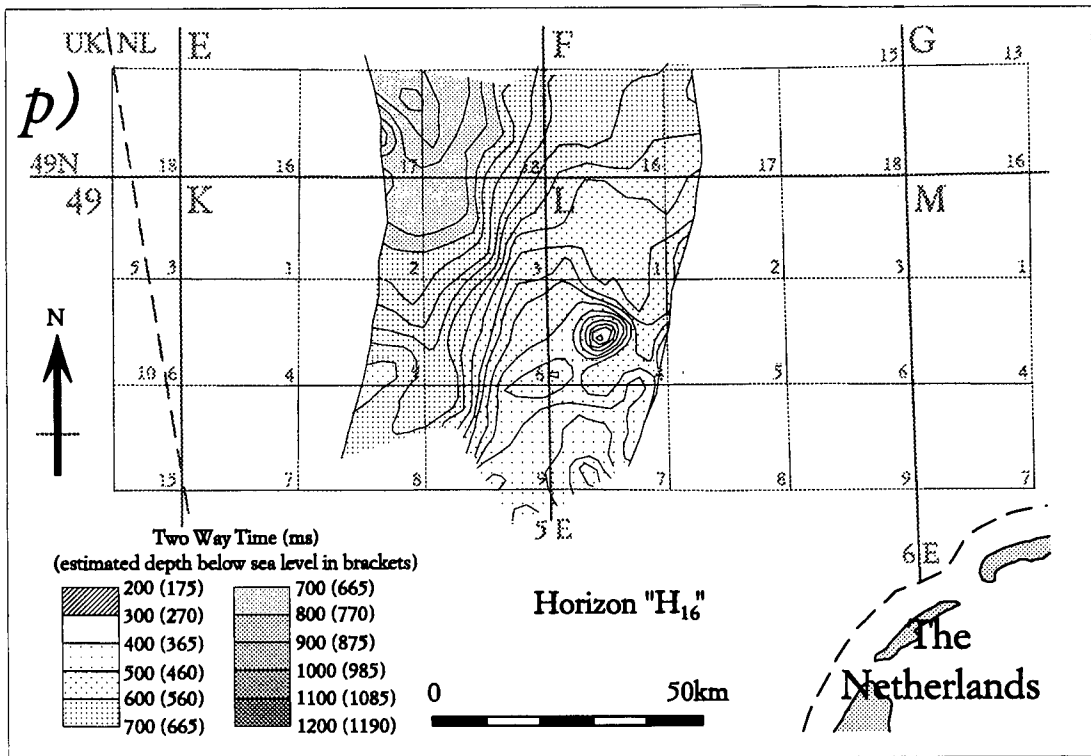 UK\NL E F G
15 13
p)
49N 18 16 17 18 16 17 18 16
49 K L M
5 3 1 2 3 1 2 3 1
N
10 6 4 6 5 6 4
15 7 8 9 7 8 9 7
5 E
6 E
Two Way Time (ms)
(estimated depth below sea level in brackets)
200 (175)
300 (270)
400 (365)
500 (460)
600 (560)
700 (665)
700 (665)
800 (770)
900 (875)
1000 (985)
1100 (1085)
1200 (1190)
Horizon "H16"
0 50km
The
Netherlands